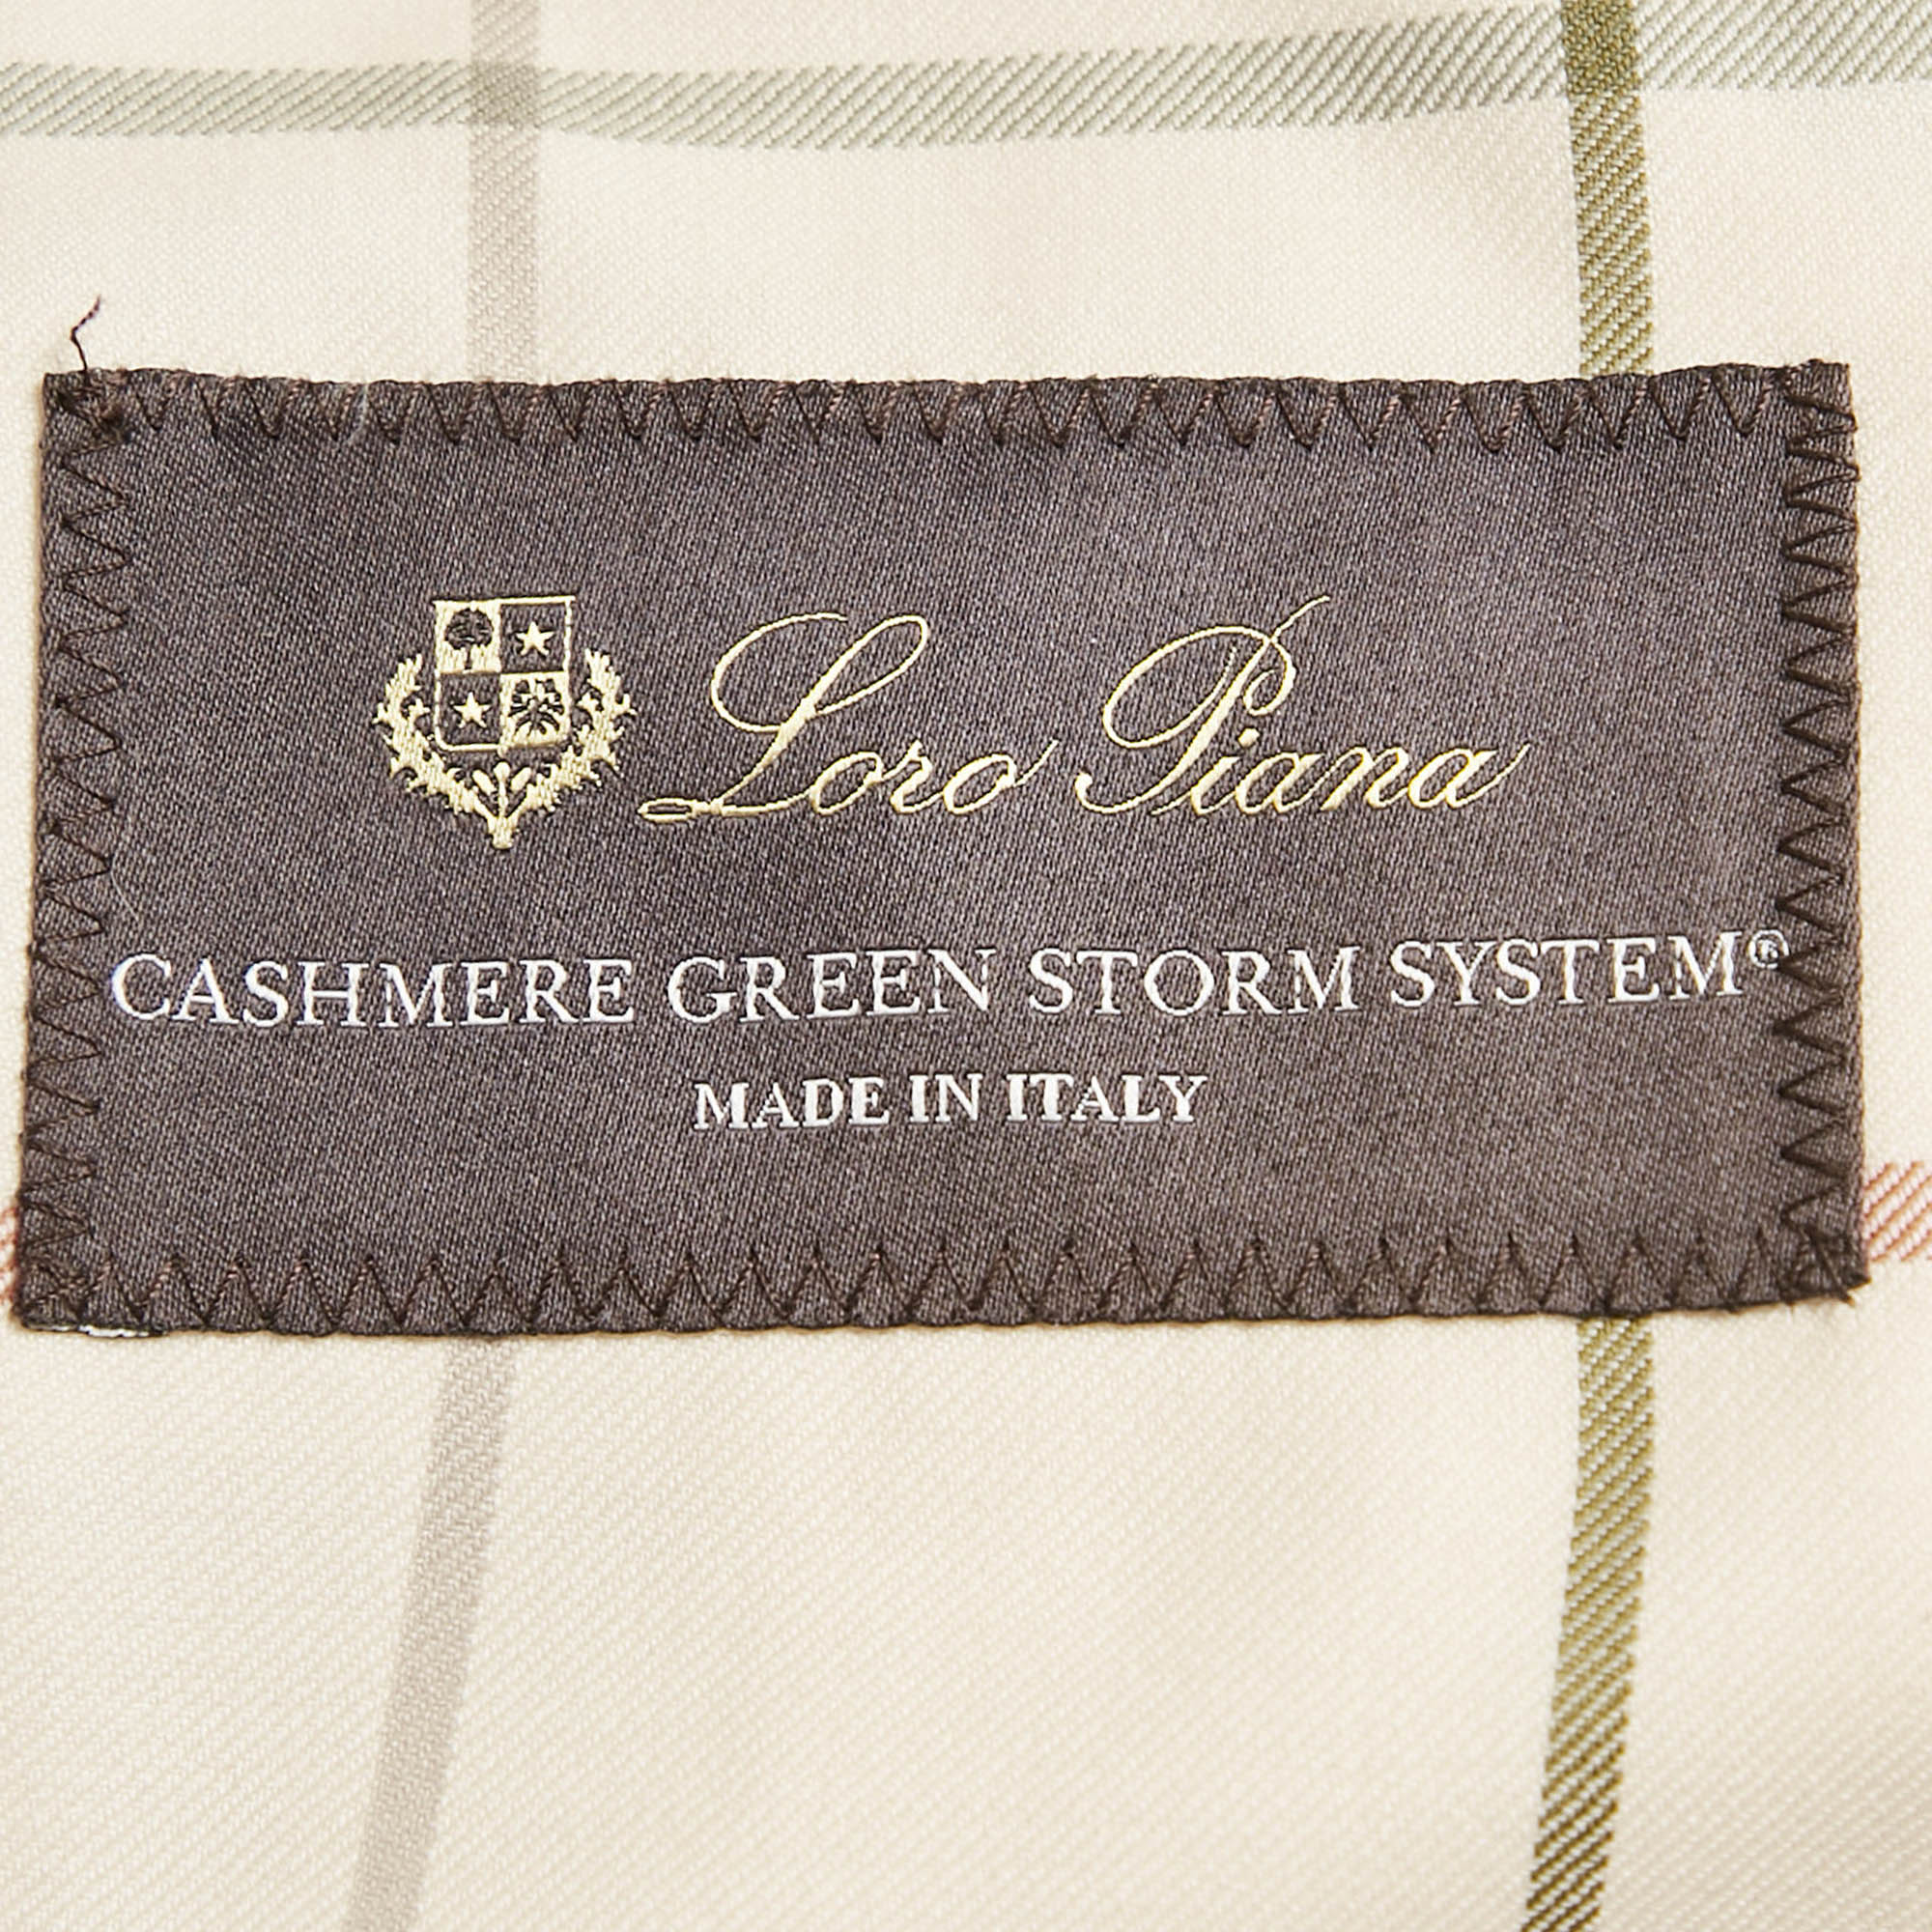 Loro Piana
CASHMERE GREEN STORM SYSTEM®
MADE IN ITALY